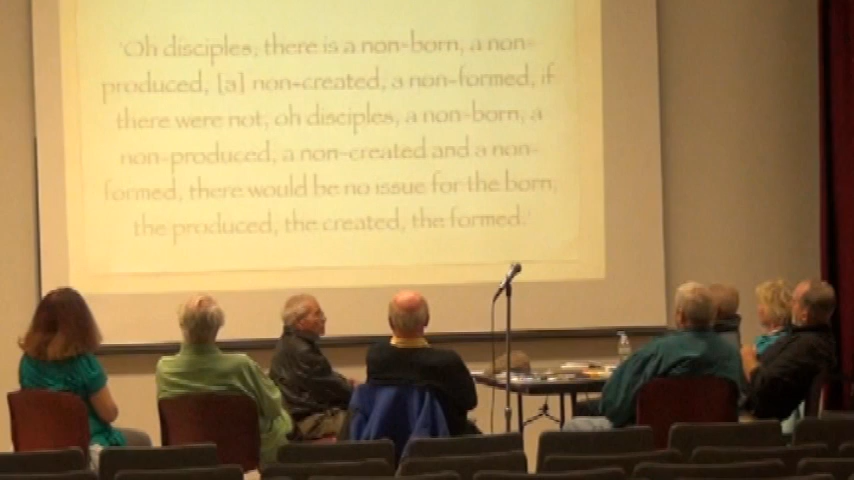 'Oh disciples, there is a non-born, a non-
produced, [a] non-created, a non-formed, if
there were not, oh disciples, a non-born, a
non-produced, a non-created and a non-
formed, there would be no issue for the born,
the produced, the created, the formed.'